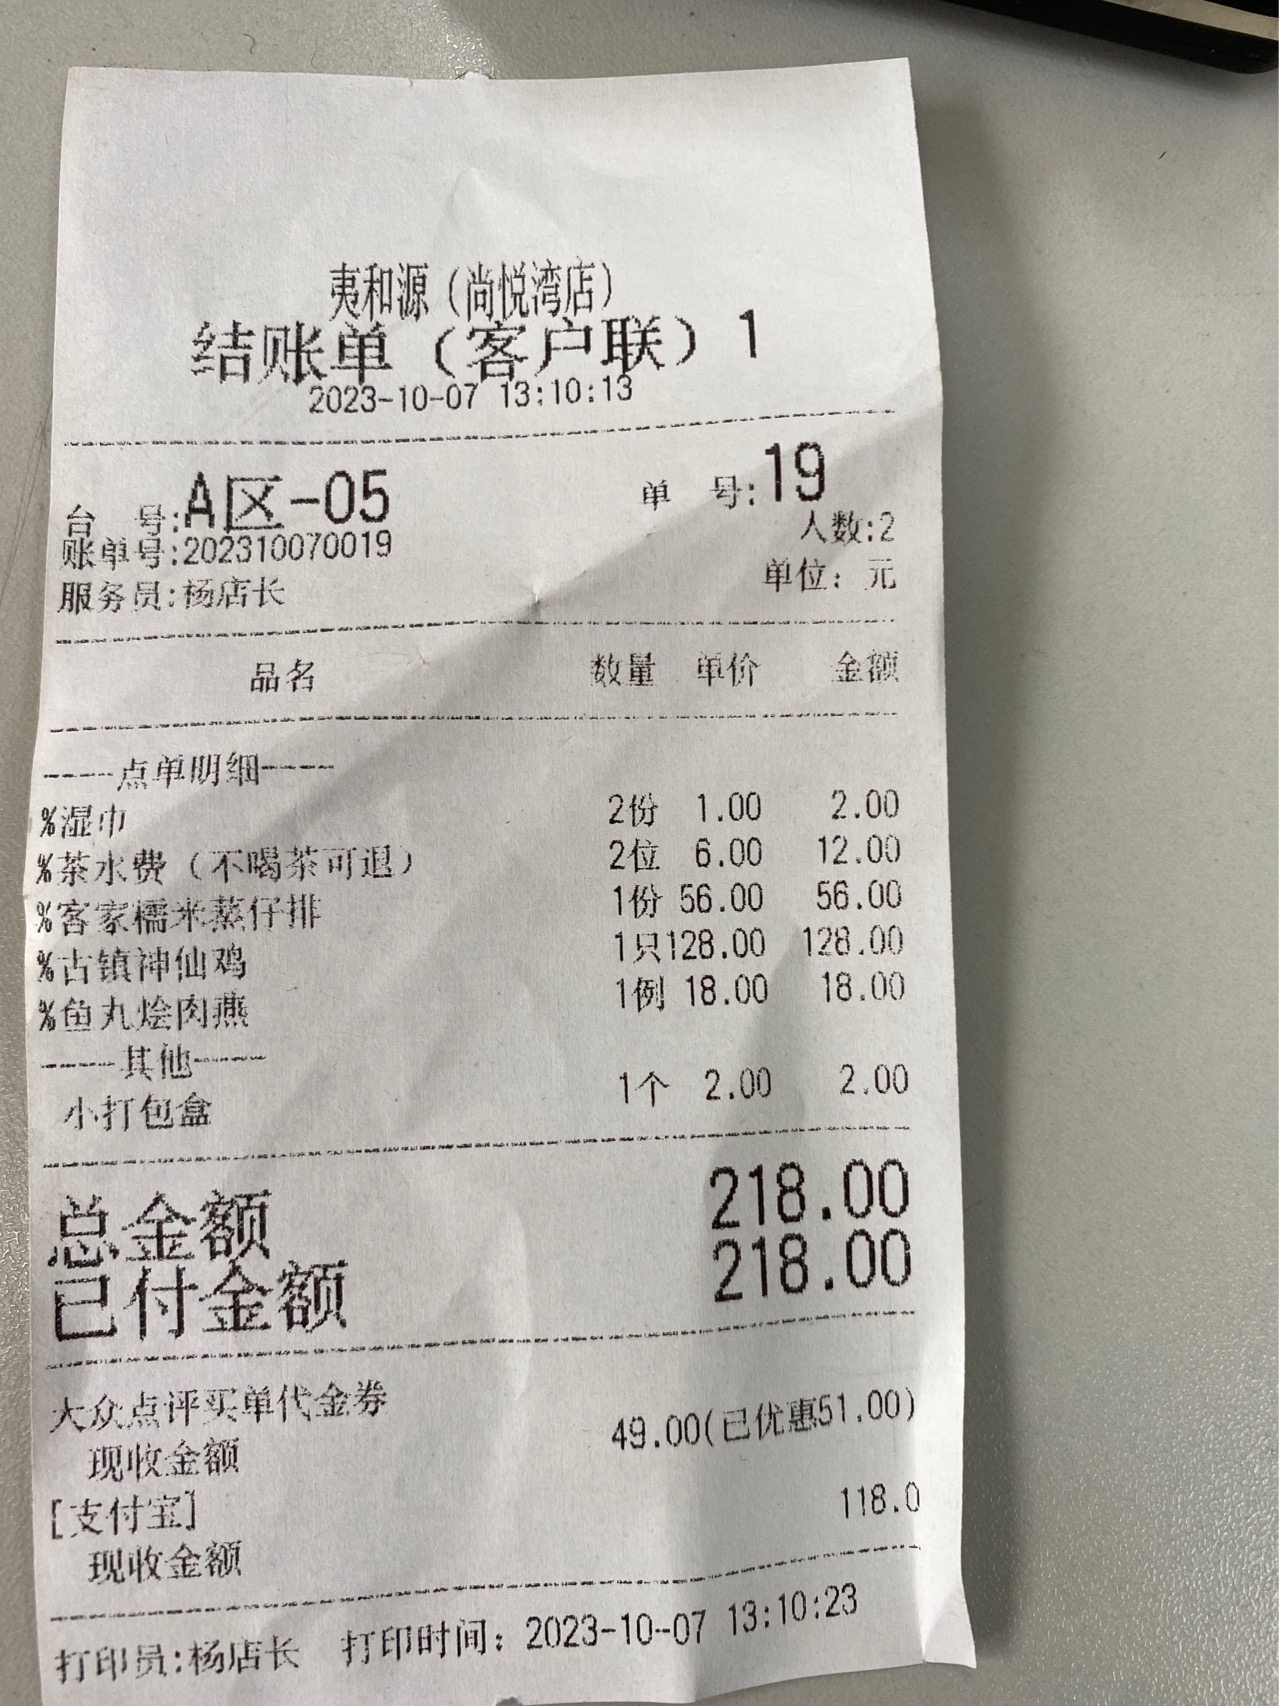 夷和源（尚悦湾店）
结账单（客户联）1
2023-10-07 13:10:13
台 号:A区-05 单 号:19
人数:2
账单号:202310070019
服务员:杨店长 单位: 元
品名 数量 单价 金额
----点单明细----
%湿巾 2份 1.00 2.00
%茶水费（不喝茶可退） 2位 6.00 12.00
%客家糯米蒸仔排 1份 56.00 56.00
%古镇神仙鸡 1只 128.00 128.00
%鱼丸烩肉燕 1例 18.00 18.00
----其他----
小打包盒 1个 2.00 2.00
总金额 218.00
已付金额 218.00
大众点评买单代金券
现收金额 49.00(已优惠51.00)
[支付宝]
现收金额 118.0
打印员:杨店长 打印时间: 2023-10-07 13:10:23